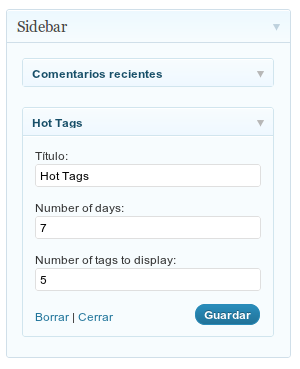 Sidebar
Comentarios recientes
Hot Tags
Título:
Hot Tags
Number of days:
7
Number of tags to display:
5
Borrar | Cerrar Guardar